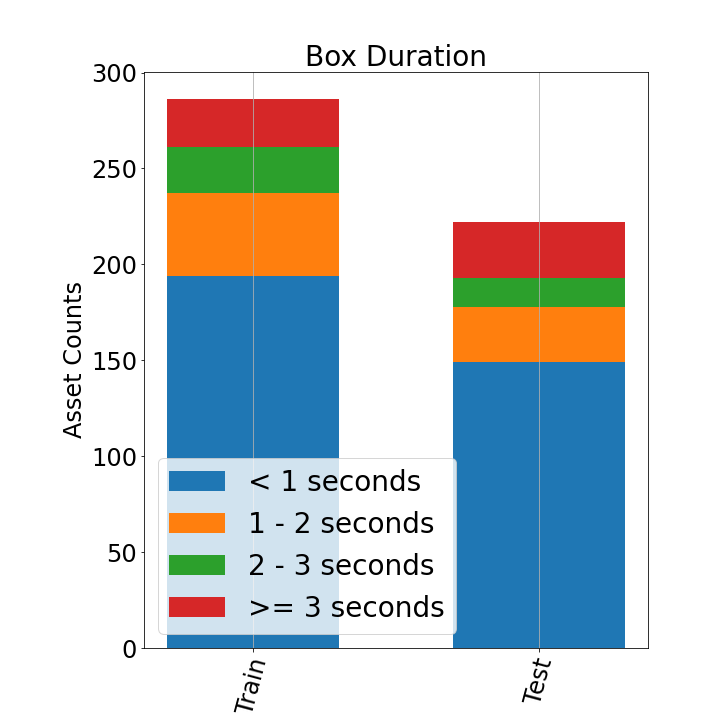 Box Duration
300
250
200
150
100
50
0
Asset Counts
< 1 seconds
1 - 2 seconds
2 - 3 seconds
>= 3 seconds
Train
Test